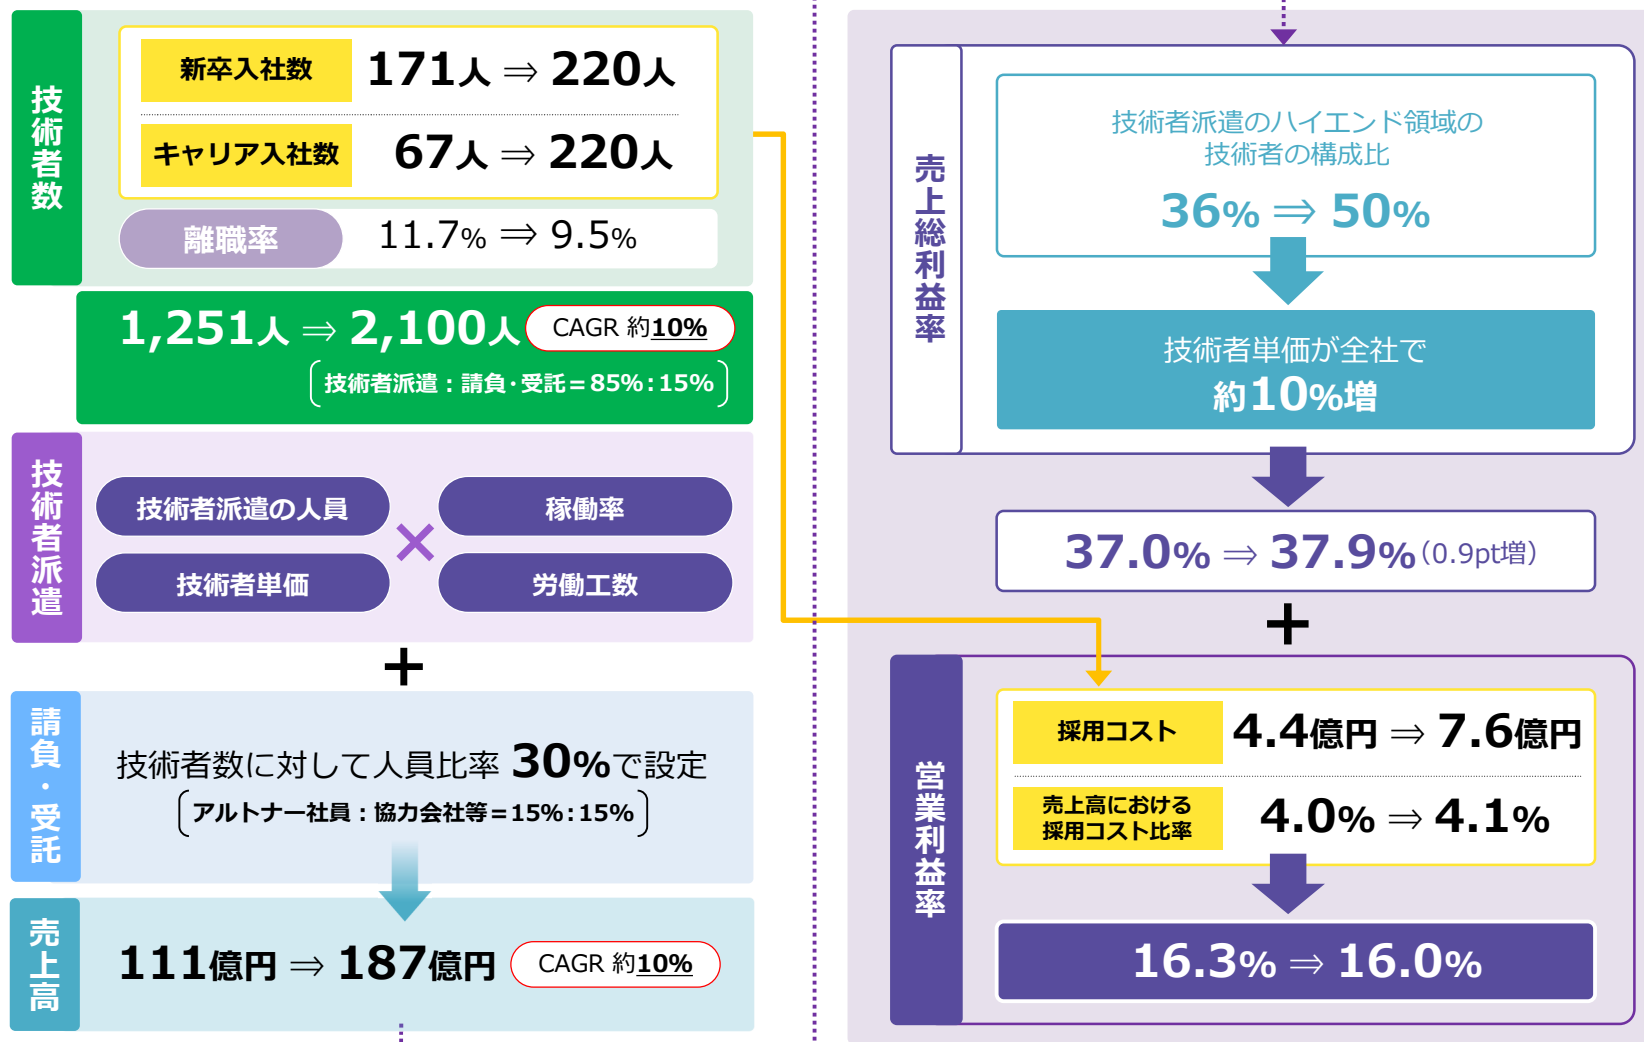 技術者数
新卒入社数 171人 ⇒ 220人
キャリア入社数 67人 ⇒ 220人
離職率 11.7% ⇒ 9.5%
1,251人 ⇒ 2,100人 CAGR 約10%
技術者派遣：請負・受託＝85%：15%
技術者派遣
技術者派遣の人員 × 稼働率
技術者単価 労働工数
+
請負・受託
技術者数に対して人員比率 30%で設定
アルトナー社員：協力会社等＝15%：15%
売上高
111億円 ⇒ 187億円 CAGR 約10%
売上総利益率
技術者派遣のハイエンド領域の
技術者の構成比
36% ⇒ 50%
技術者単価が全社で
約10%増
37.0% ⇒ 37.9%（0.9pt増）
+
営業利益率
採用コスト 4.4億円 ⇒ 7.6億円
売上高における
採用コスト比率 4.0% ⇒ 4.1%
16.3% ⇒ 16.0%